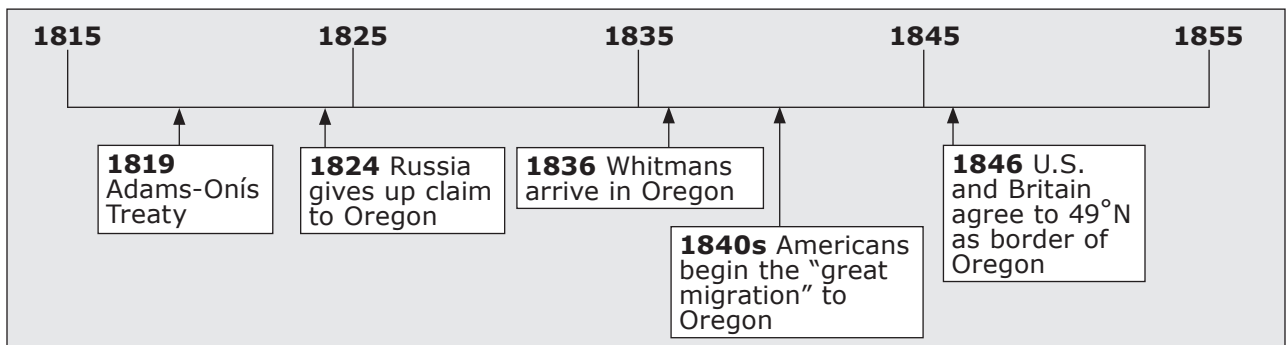 1815 1825 1835 1845 1855
1819
Adams-Onís
Treaty
1824 Russia
gives up claim
to Oregon
1836 Whitmans
arrive in Oregon
1840s Americans
begin the “great
migration” to
Oregon
1846 U.S.
and Britain
agree to 49˚N
as border of
Oregon